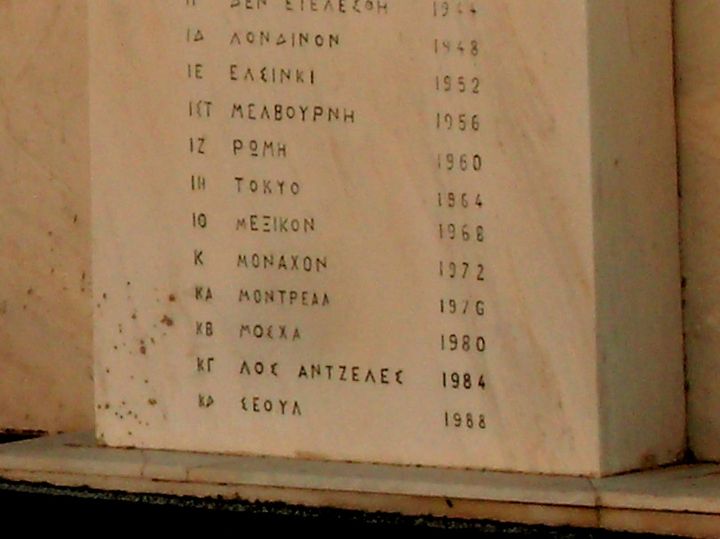 ΙΓ ΔΕΝ ΕΤΕΛΕΣΘΗ 1944
ΙΔ ΛΟΝΔΙΝΟΝ 1948
ΙΕ ΕΛΣΙΝΚΙ 1952
ΙΣΤ ΜΕΛΒΟΥΡΝΗ 1956
ΙΖ ΡΩΜΗ 1960
ΙΗ ΤΟΚΥΟ 1964
ΙΘ ΜΕΞΙΚΟΝ 1968
Κ ΜΟΝΑΧΟΝ 1972
ΚΑ ΜΟΝΤΡΕΑΛ 1976
ΚΒ ΜΟΣΧΑ 1980
ΚΓ ΛΟΣ ΑΝΤΖΕΛΕΣ 1984
ΚΔ ΣΕΟΥΛ 1988